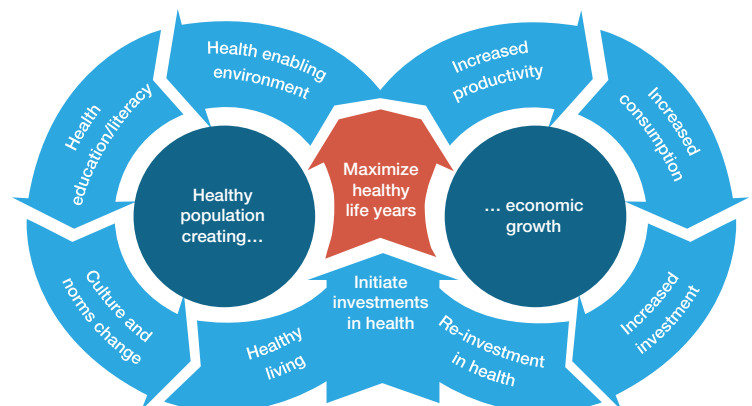 Health enabling
environment
Increased
productivity
Health
education/literacy
Increased
consumption
Maximize
healthy
life years
Healthy
population
creating…
… economic
growth
Culture and
norms change
Initiate
investments
in health
Increased
investment
Healthy
living
Re-investment
in health